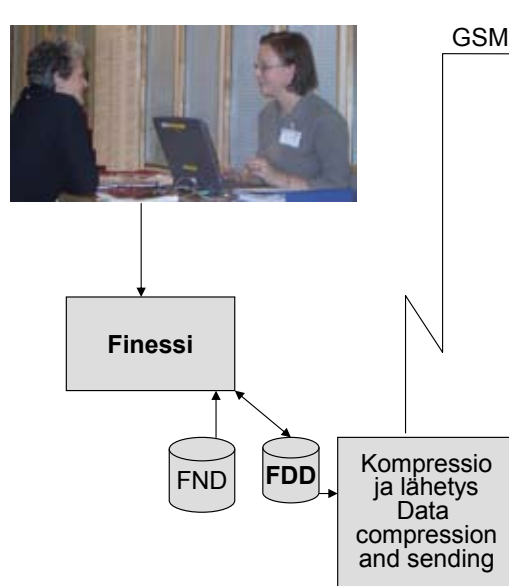 GSM
Finessi
FND
FDD
Kompressio
ja lähetys
Data
compression
and sending